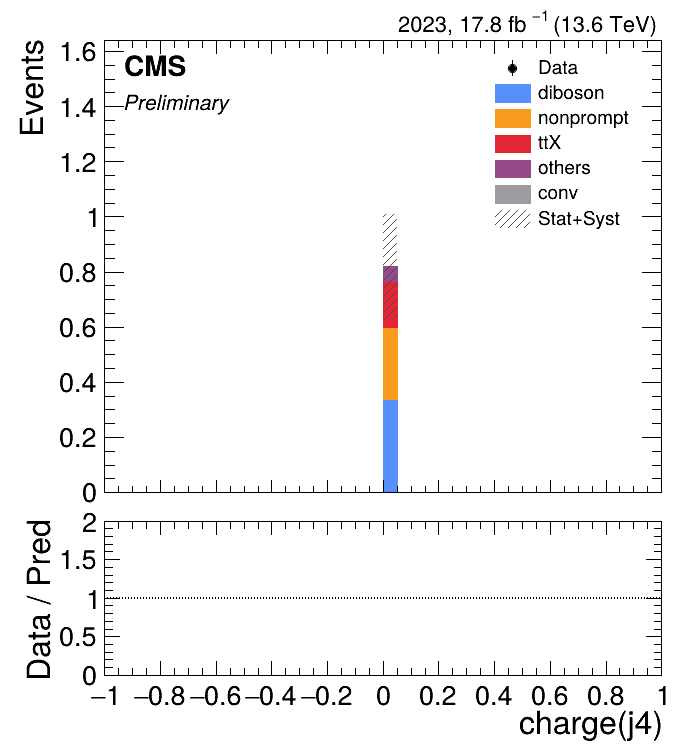 2023, 17.8 fb⁻¹ (13.6 TeV)
Events
CMS
Preliminary
Data
diboson
nonprompt
ttX
others
conv
Stat+Syst
1.6
1.4
1.2
1
0.8
0.6
0.4
0.2
0
Data / Pred
2
1.5
1
0.5
0
−1 −0.8 −0.6 −0.4 −0.2 0 0.2 0.4 0.6 0.8 1
charge(j4)